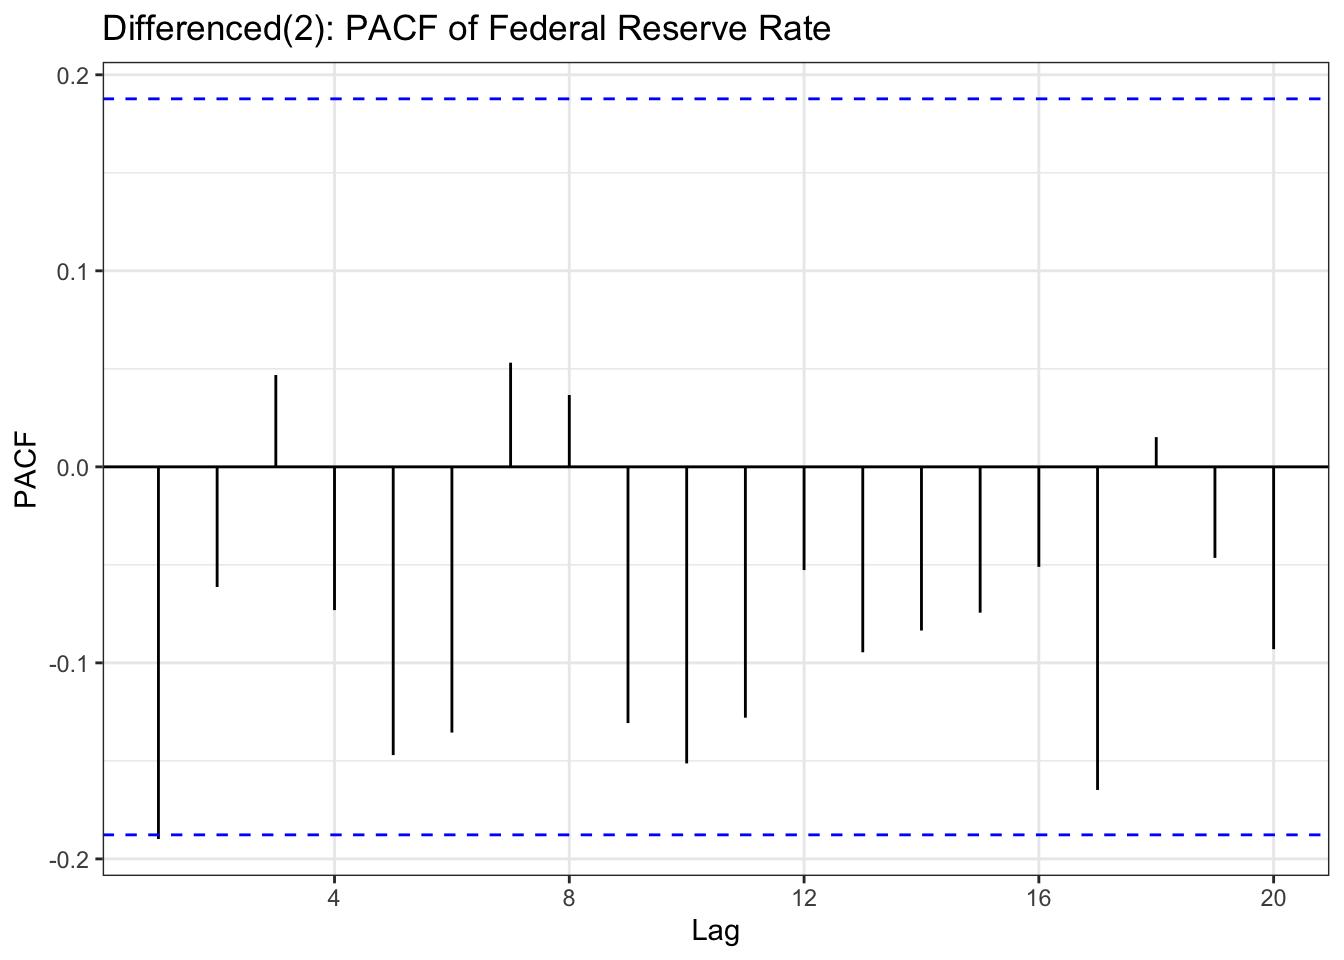 Differenced(2): PACF of Federal Reserve Rate
0.2
0.1
0.0
-0.1
-0.2
PACF
4 8 12 16 20
Lag